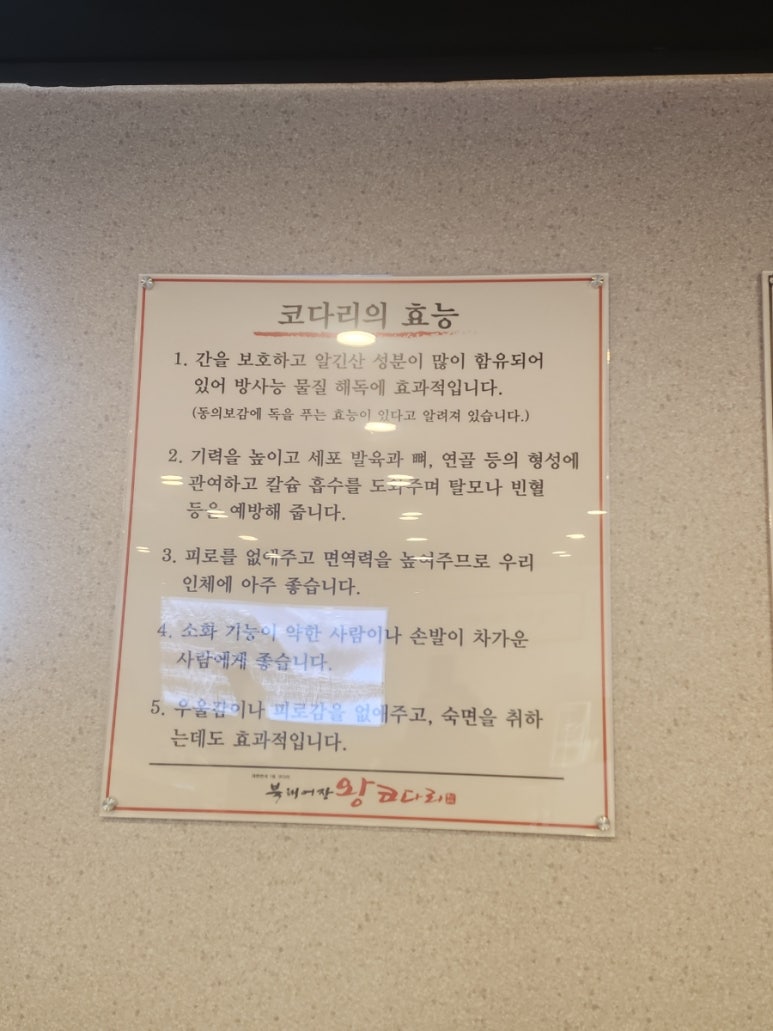 코다리의 효능
1. 간을 보호하고 알긴산 성분이 많이 함유되어
있어 방사능 물질 해독에 효과적입니다.
(동의보감에 독을 푸는 효능이 있다고 알려져 있습니다.)
2. 기력을 높이고 세포 발육과 뼈, 연골 등의 형성에
관여하고 칼슘 흡수를 도와주며 탈모나 빈혈
등을 예방해 줍니다.
3. 피로를 없애주고 면역력을 높여주므로 우리
인체에 아주 좋습니다.
4. 소화 기능이 약한 사람이나 손발이 차가운
사람에게 좋습니다.
5. 우울감이나 피로감을 없애주고, 숙면을 취하
는데도 효과적입니다.
왕코다리